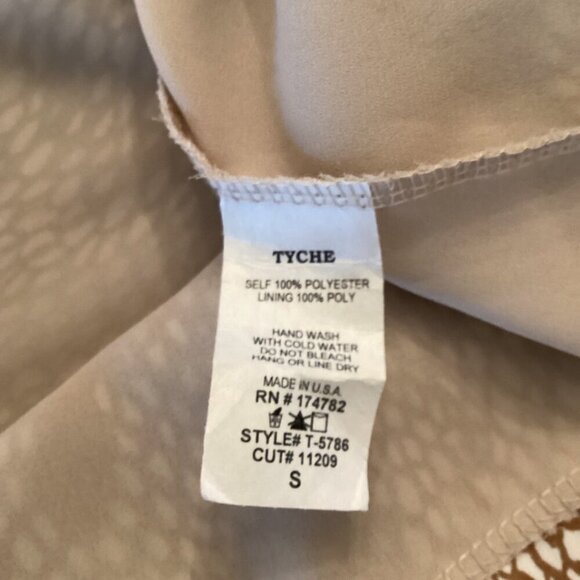 TYCHE
SELF 100% POLYESTER
LINING 100% POLY
HAND WASH
WITH COLD WATER
DO NOT BLEACH
HANG OR LINE DRY
MADE IN U.S.A.
RN # 174782
STYLE# T-5786
CUT# 11209
S